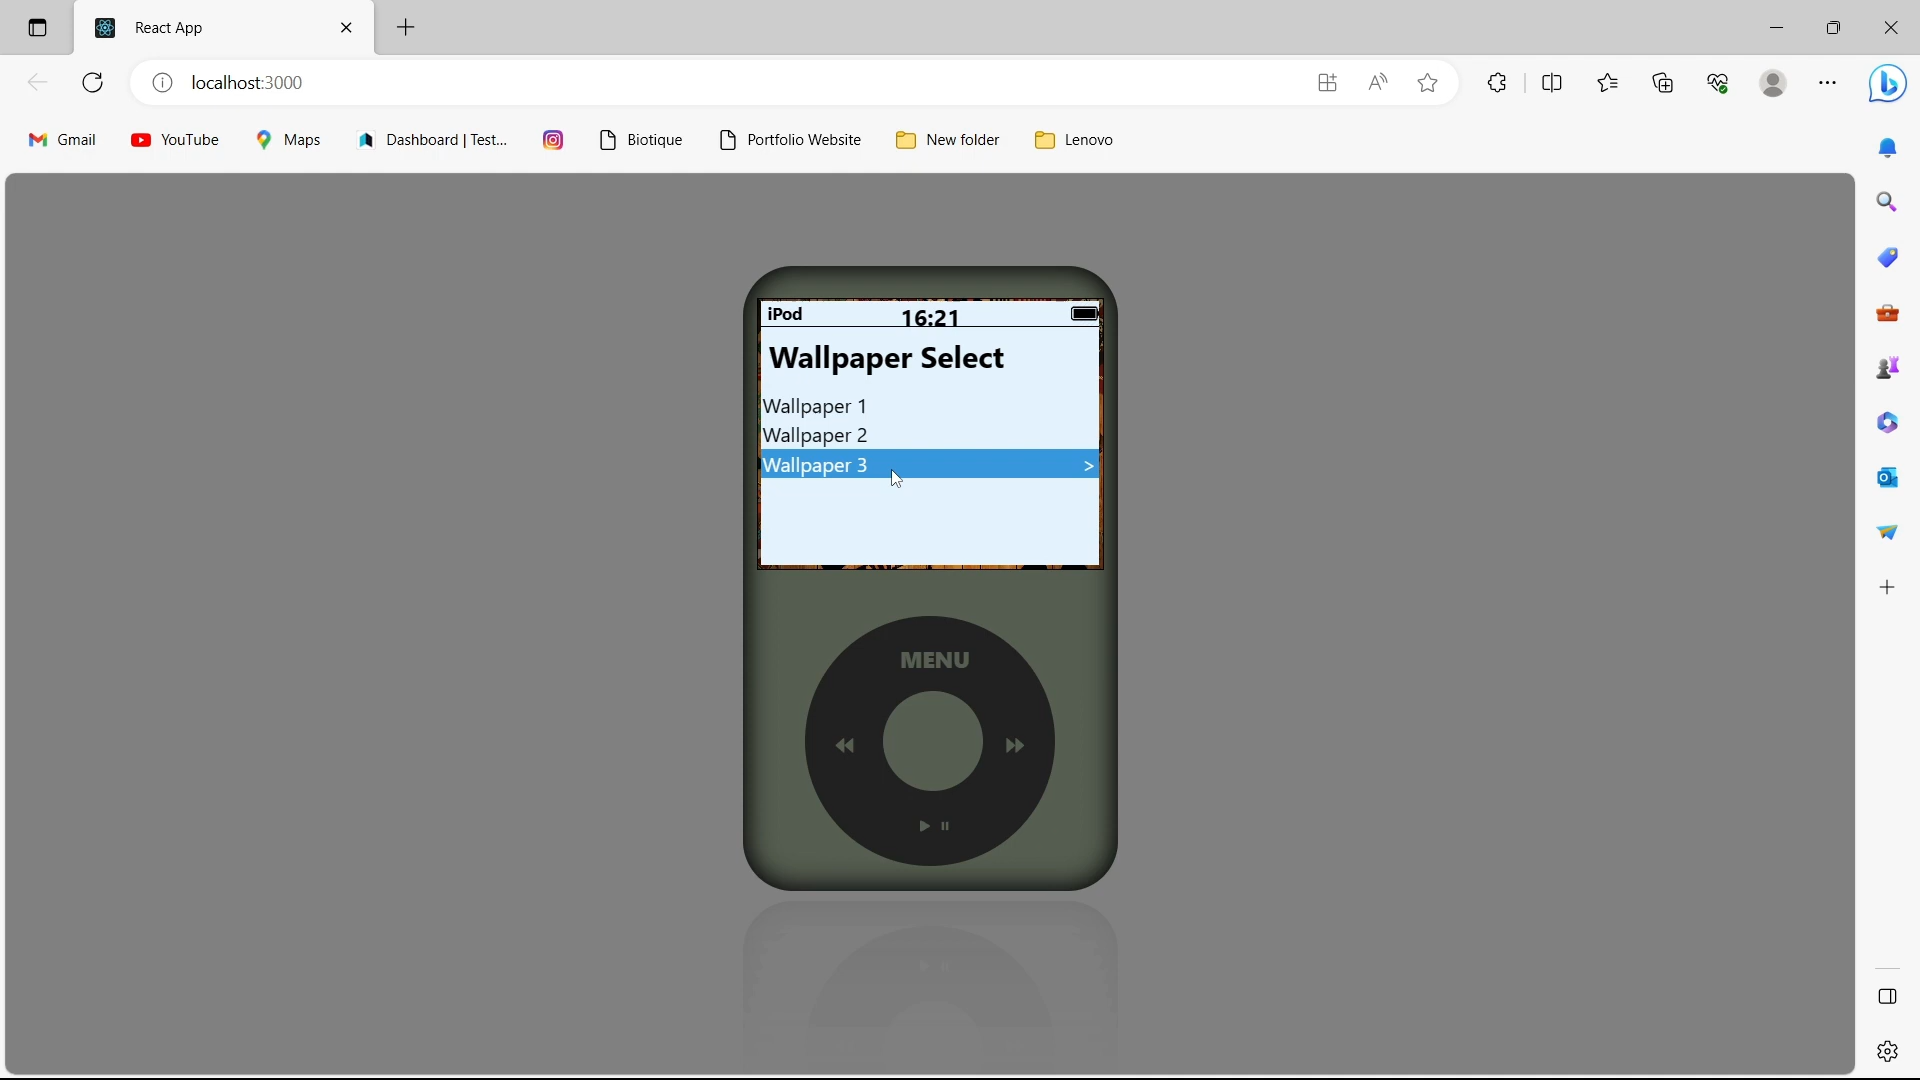 React App
localhost:3000
Gmail YouTube Maps Dashboard | Test... Biotique Portfolio Website New folder Lenovo
iPod 16:21
Wallpaper Select
Wallpaper 1
Wallpaper 2
Wallpaper 3 >
MENU